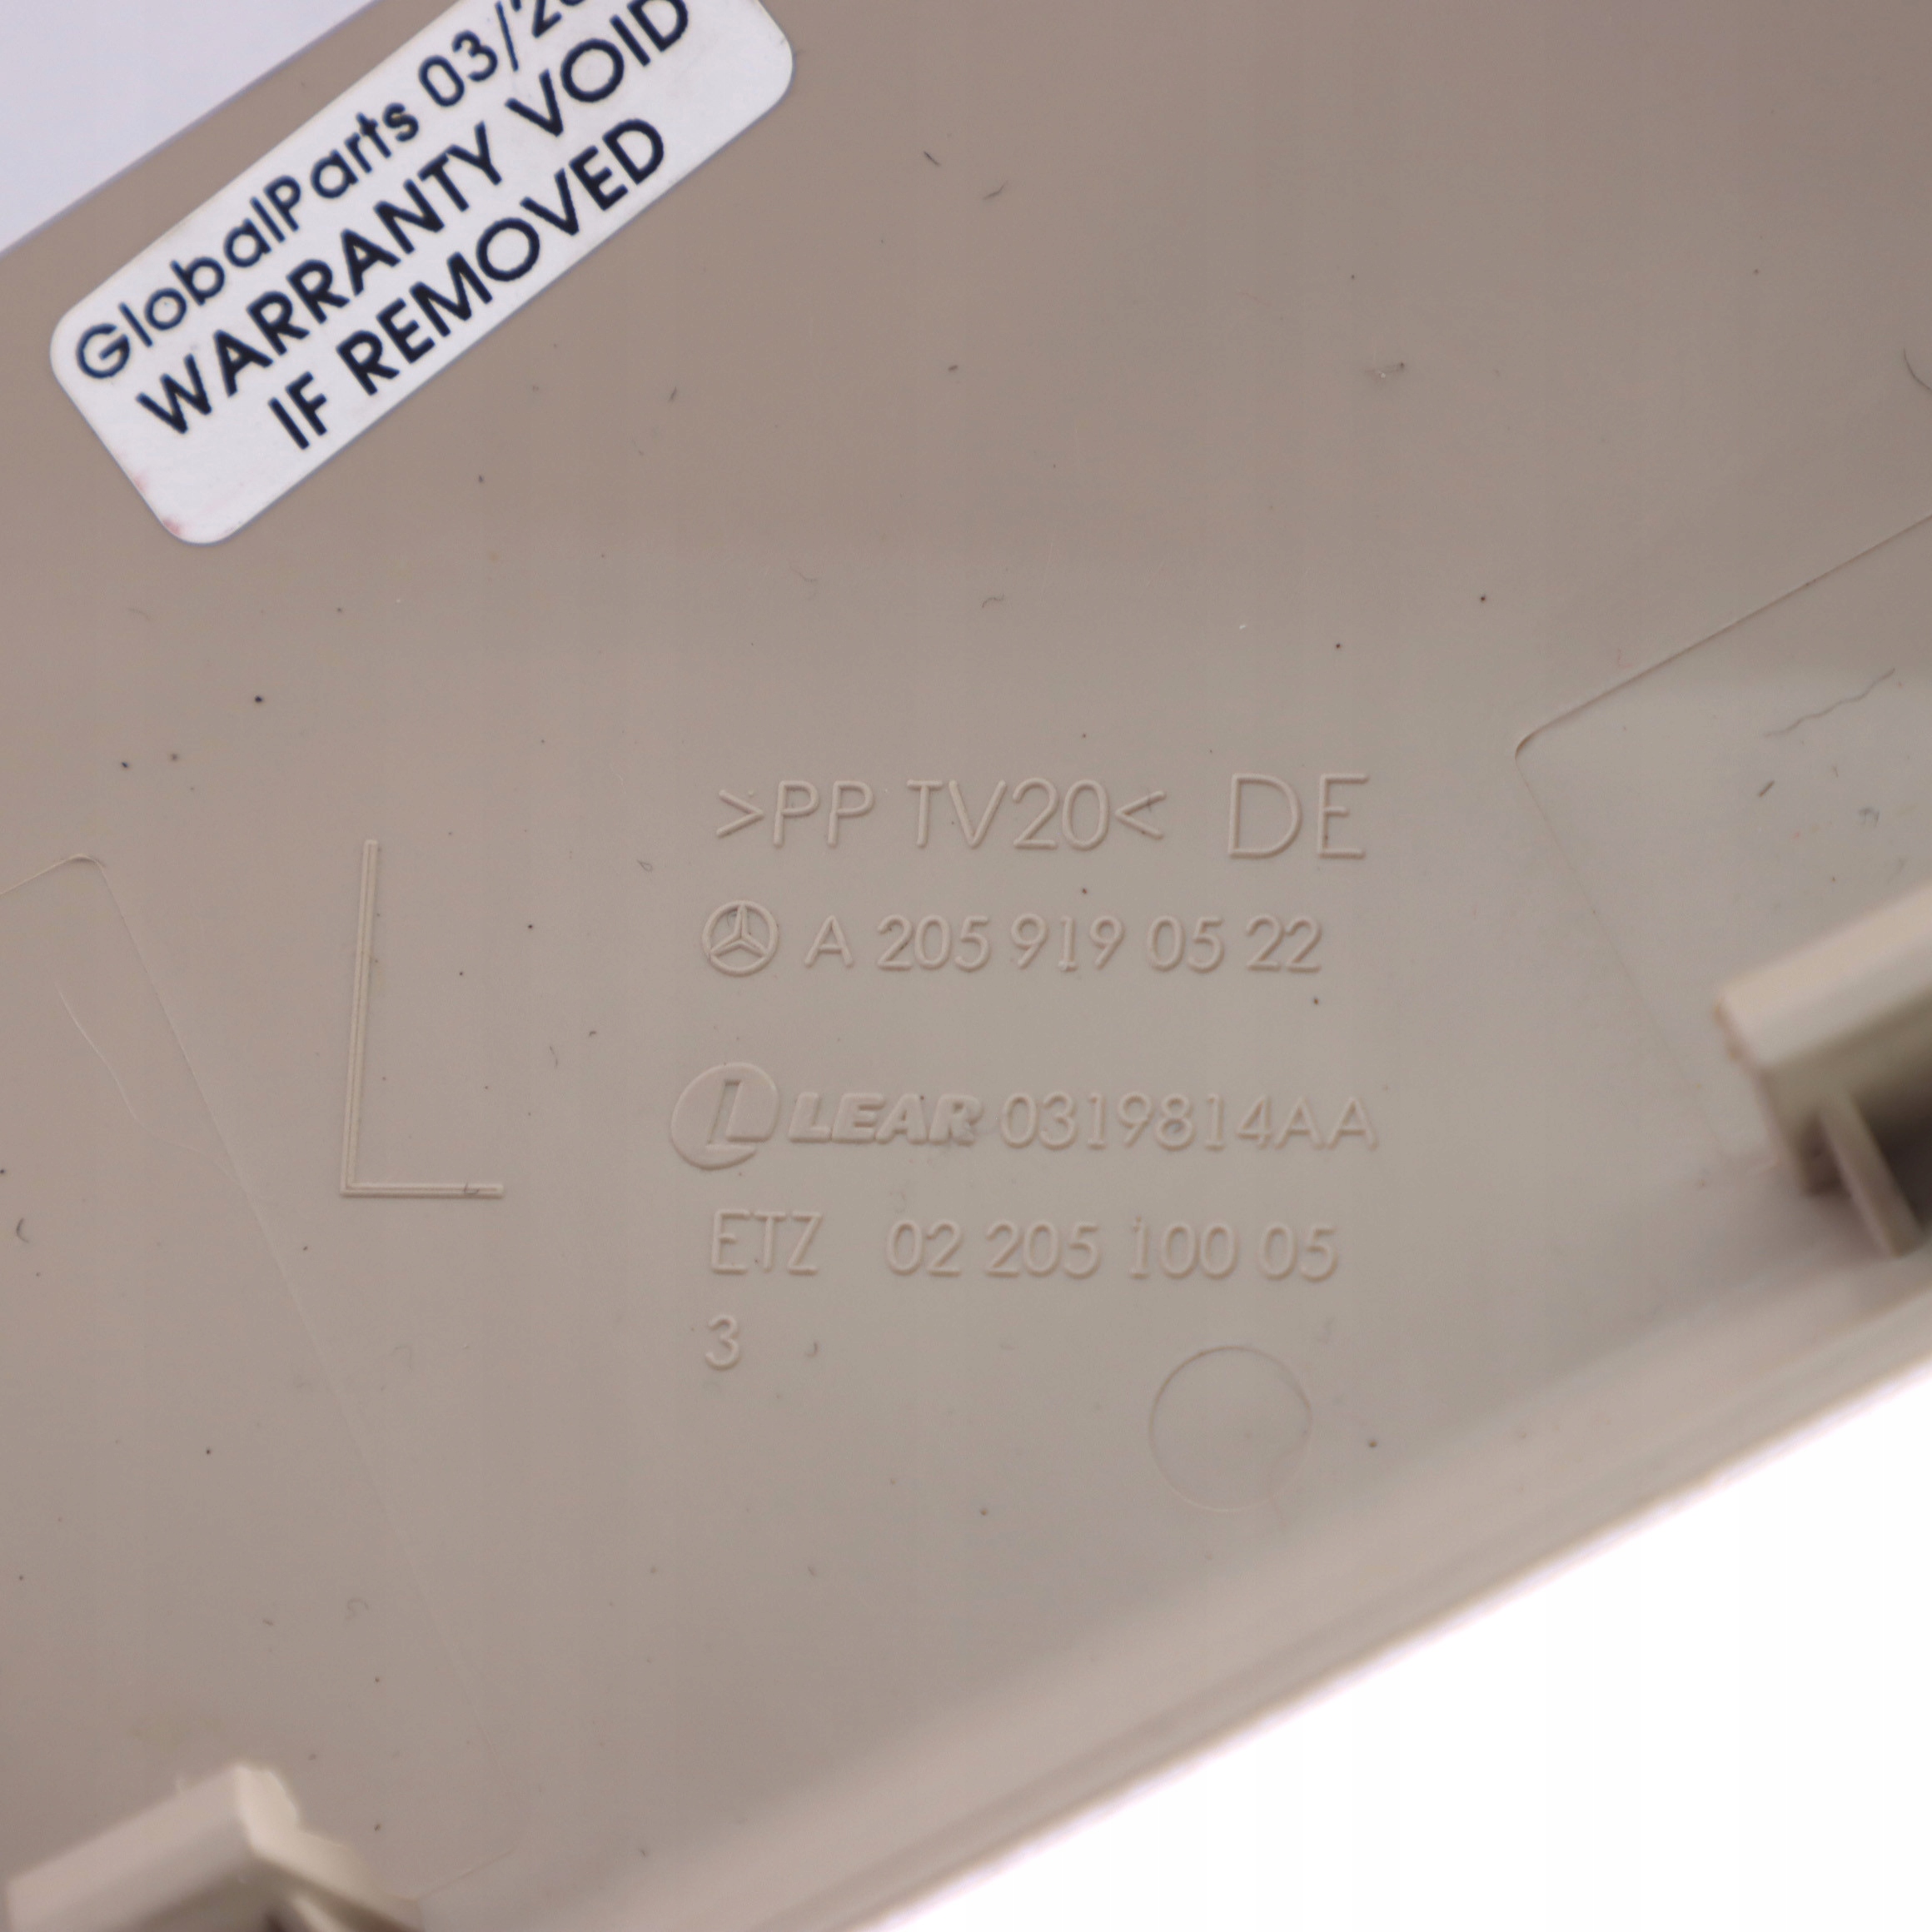 GlobalParts 03/20
WARRANTY VOID
IF REMOVED
>PP TV20< DE
A 205 919 05 22
L
L LEAR 0319814AA
ETZ 02 205 100 05
3